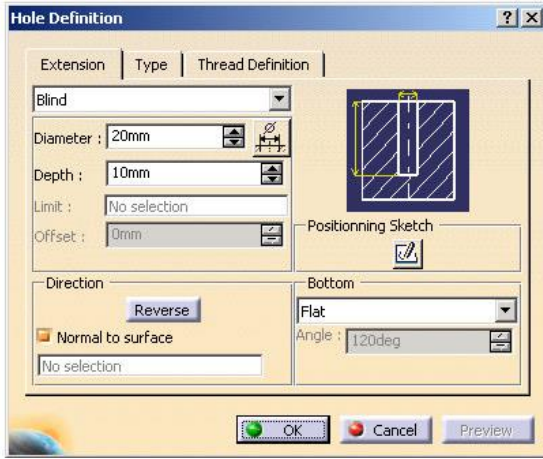 Hole Definition
Extension Type Thread Definition
Blind
Diameter : 20mm
Depth : 10mm
Limit : No selection
Offset : 0mm
Positionning Sketch
Direction
Reverse
Normal to surface
No selection
Bottom
Flat
Angle : 120deg
OK Cancel Preview